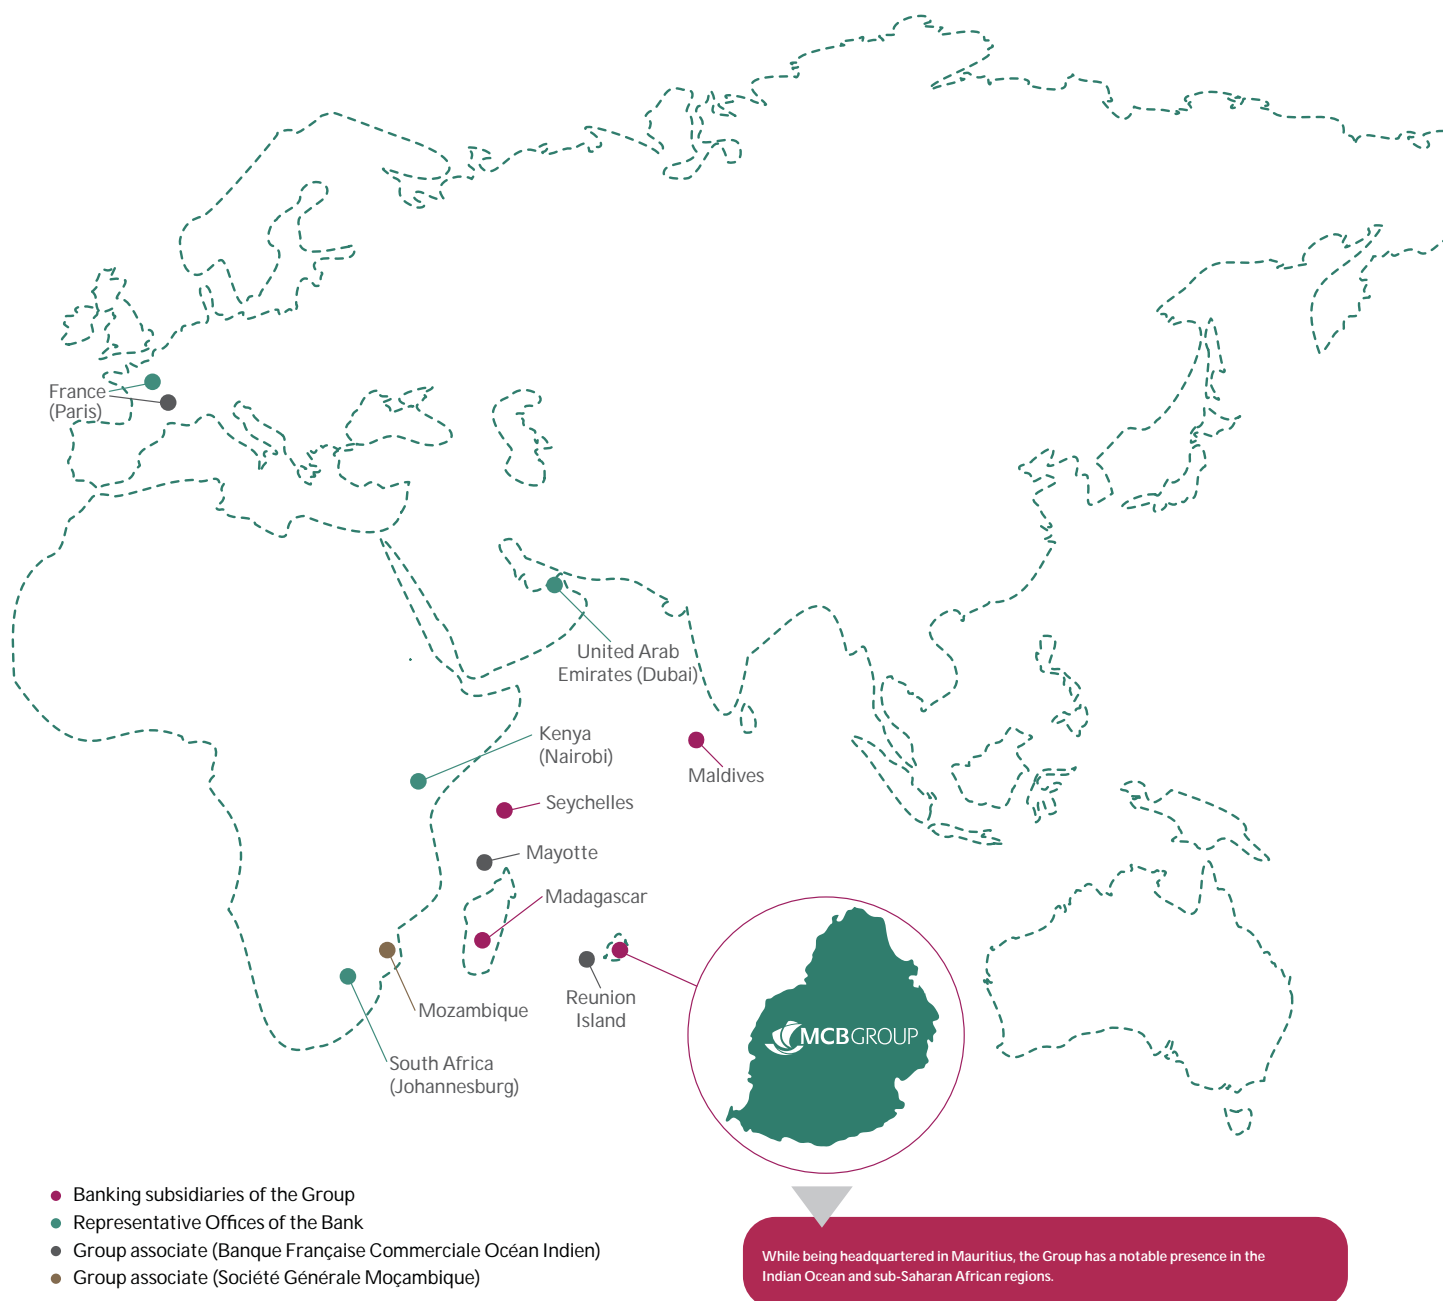 France
(Paris)
United Arab
Emirates (Dubai)
Kenya
(Nairobi)
Maldives
Seychelles
Mayotte
Madagascar
Reunion
Island
Mozambique
South Africa
(Johannesburg)
MCBGROUP
Banking subsidiaries of the Group
Representative Offices of the Bank
Group associate (Banque Française Commerciale Océan Indien)
Group associate (Société Générale Moçambique)
While being headquartered in Mauritius, the Group has a notable presence in the
Indian Ocean and sub-Saharan African regions.